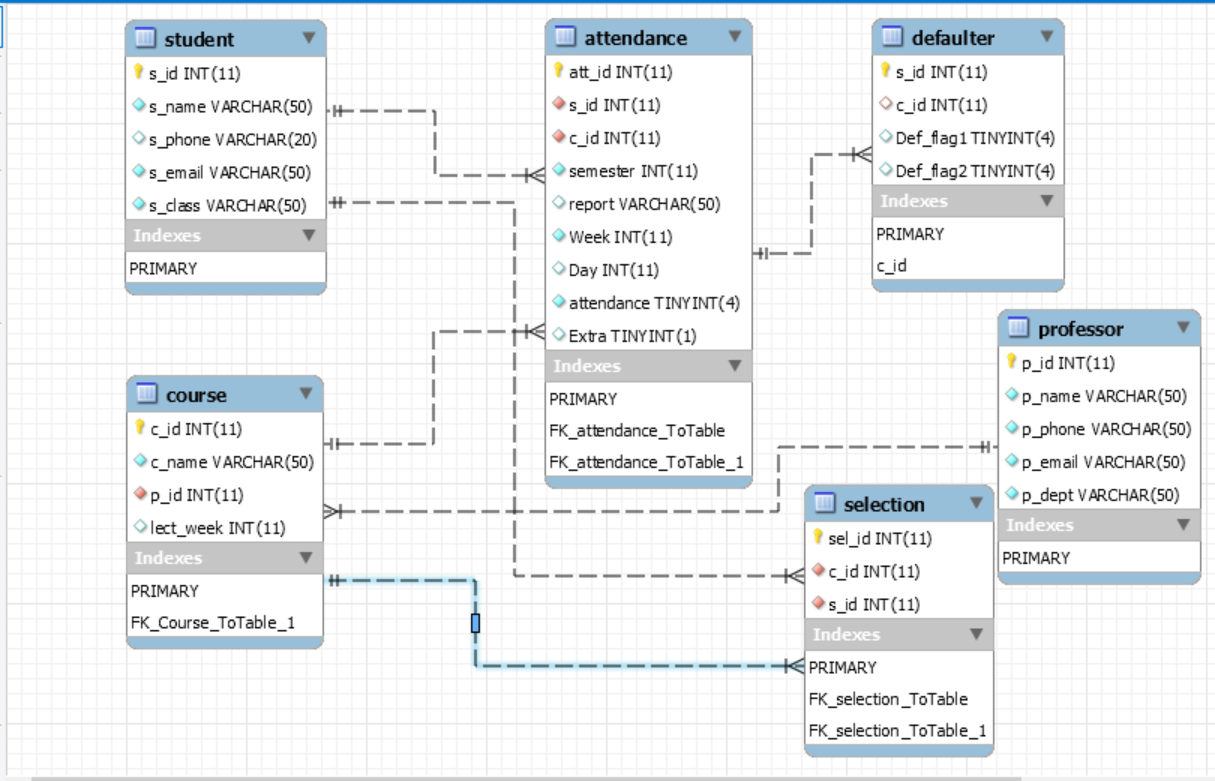 student
s_id INT(11)
s_name VARCHAR(50)
s_phone VARCHAR(20)
s_email VARCHAR(50)
s_class VARCHAR(50)
Indexes
PRIMARY
attendance
att_id INT(11)
s_id INT(11)
c_id INT(11)
semester INT(11)
report VARCHAR(50)
Week INT(11)
Day INT(11)
attendance TINYINT(4)
Extra TINYINT(1)
Indexes
PRIMARY
FK_attendance_ToTable
FK_attendance_ToTable_1
defaulter
s_id INT(11)
c_id INT(11)
Def_flag1 TINYINT(4)
Def_flag2 TINYINT(4)
Indexes
PRIMARY
c_id
course
c_id INT(11)
c_name VARCHAR(50)
p_id INT(11)
lect_week INT(11)
Indexes
PRIMARY
FK_Course_ToTable_1
professor
p_id INT(11)
p_name VARCHAR(50)
p_phone VARCHAR(50)
p_email VARCHAR(50)
p_dept VARCHAR(50)
Indexes
PRIMARY
selection
sel_id INT(11)
c_id INT(11)
s_id INT(11)
Indexes
PRIMARY
FK_selection_ToTable
FK_selection_ToTable_1